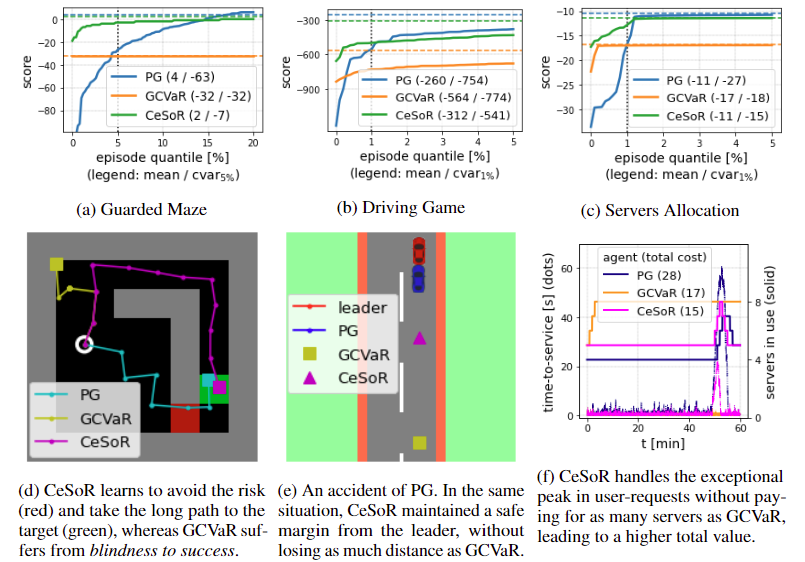 0
−20
−40
−60
−80
score
PG (4 / -63)
GCVaR (-32 / -32)
CeSoR (2 / -7)
0 5 10 15 20
episode quantile [%]
(legend: mean / cvar5%)
(a) Guarded Maze
−300
−600
−900
score
PG (-260 / -754)
GCVaR (-564 / -774)
CeSoR (-312 / -541)
0 1 2 3 4 5
episode quantile [%]
(legend: mean / cvar1%)
(b) Driving Game
−10
−15
−20
−25
−30
score
PG (-11 / -27)
GCVaR (-17 / -18)
CeSoR (-11 / -15)
0 1 2 3 4 5
episode quantile [%]
(legend: mean / cvar1%)
(c) Servers Allocation
PG
GCVaR
CeSoR
(d) CeSoR learns to avoid the risk
(red) and take the long path to the
target (green), whereas GCVaR suf-
fers from blindness to success.
leader
PG
GCVaR
CeSoR
(e) An accident of PG. In the same
situation, CeSoR maintained a safe
margin from the leader, without
losing as much distance as GCVaR.
time-to-service [s] (dots)
60
40
20
0
agent (total cost)
PG (28)
GCVaR (17)
CeSoR (15)
8
4
0
servers in use (solid)
0 20 40 60
t [min]
(f) CeSoR handles the exceptional
peak in user-requests without pay-
ing for as many servers as GCVaR,
leading to a higher total value.